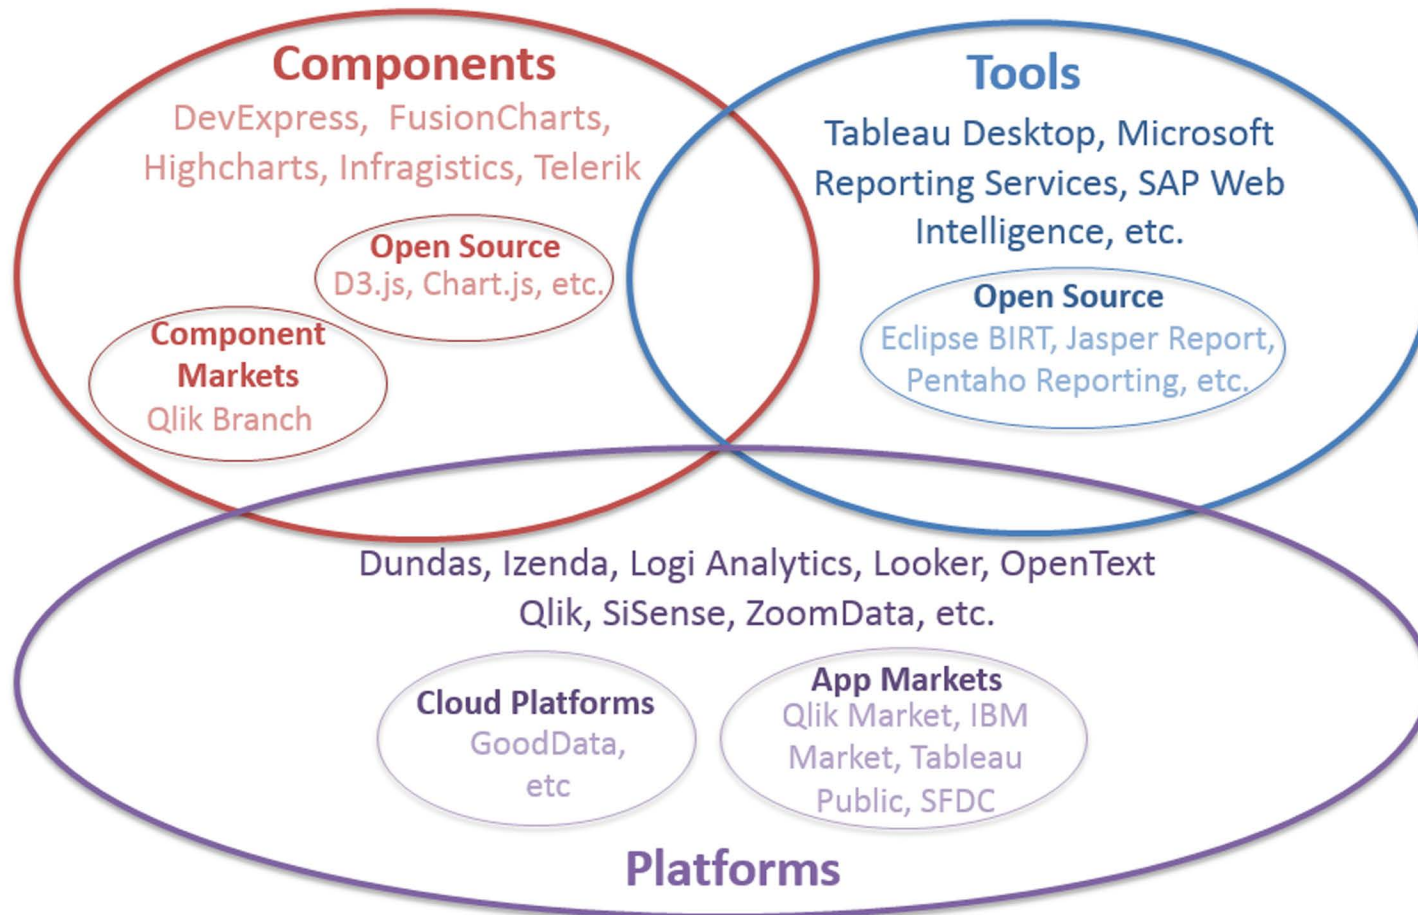 Components
DevExpress, FusionCharts,
Highcharts, Infragistics, Telerik
Open Source
D3.js, Chart.js, etc.
Component
Markets
Qlik Branch
Tools
Tableau Desktop, Microsoft
Reporting Services, SAP Web
Intelligence, etc.
Open Source
Eclipse BIRT, Jasper Report,
Pentaho Reporting, etc.
Dundas, Izenda, Logi Analytics, Looker, OpenText
Qlik, SiSense, ZoomData, etc.
Cloud Platforms
GoodData,
etc
App Markets
Qlik Market, IBM
Market, Tableau
Public, SFDC
Platforms